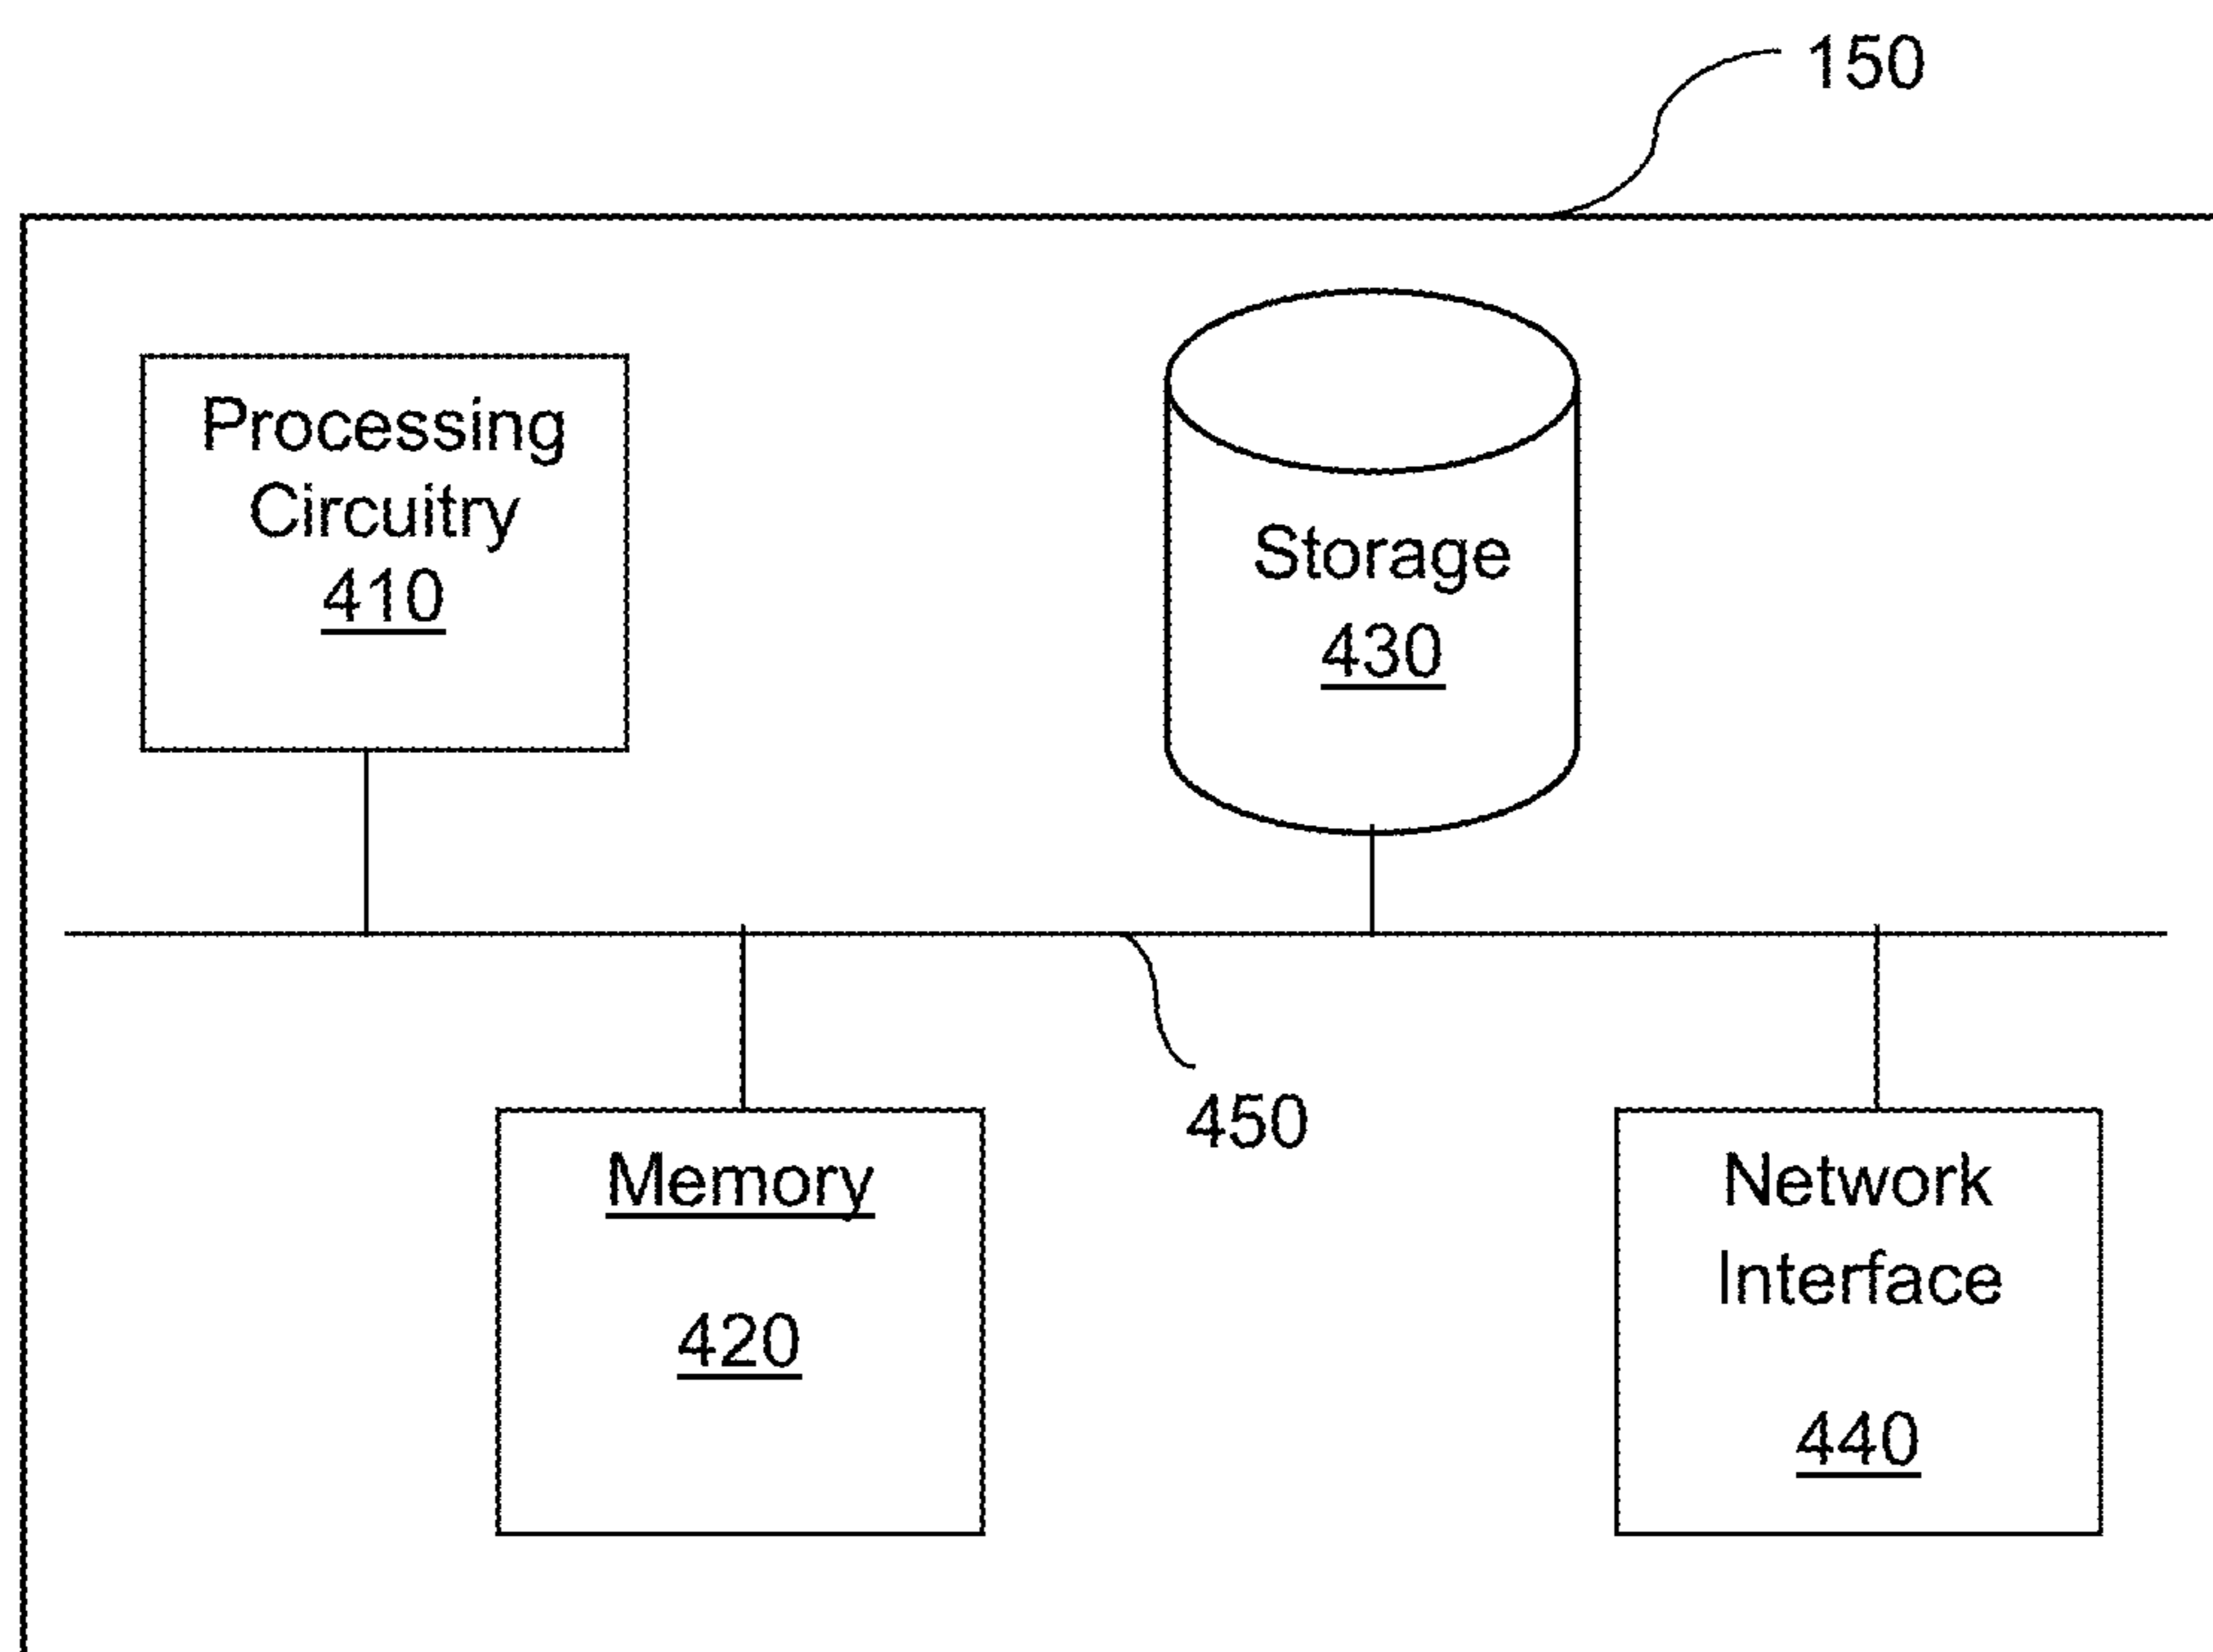 150
Processing
Circuitry
410
Storage
430
450
Memory
420
Network
Interface
440